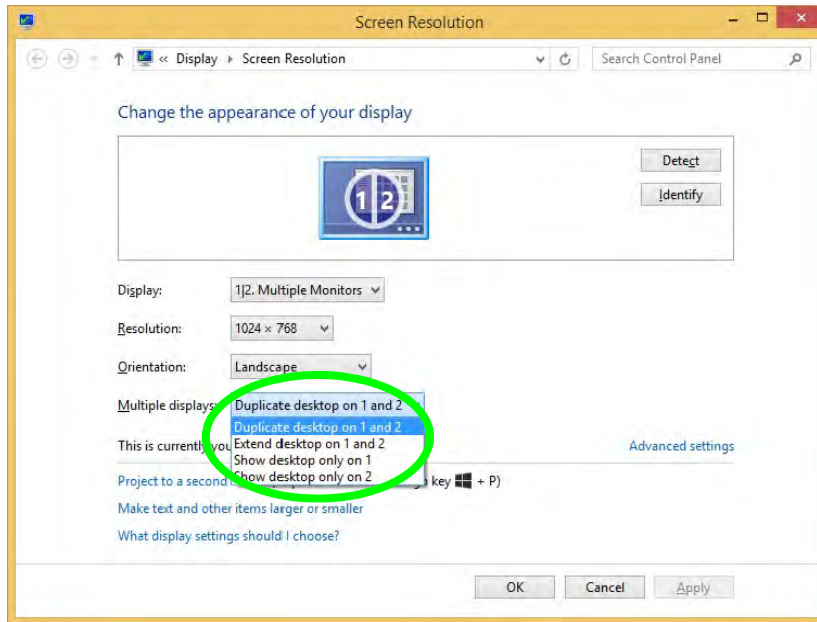 Screen Resolution
« Display ▸ Screen Resolution
Search Control Panel
Change the appearance of your display
Detect
1 2
Identify
Display: 1|2. Multiple Monitors
Resolution: 1024 × 768
Orientation: Landscape
Multiple displays: Duplicate desktop on 1 and 2
Duplicate desktop on 1 and 2
This is currently Extend desktop on 1 and 2 Advanced settings
Show desktop only on 1
Project to a second Show desktop only on 2 key + P)
Make text and other items larger or smaller
What display settings should I choose?
OK Cancel Apply